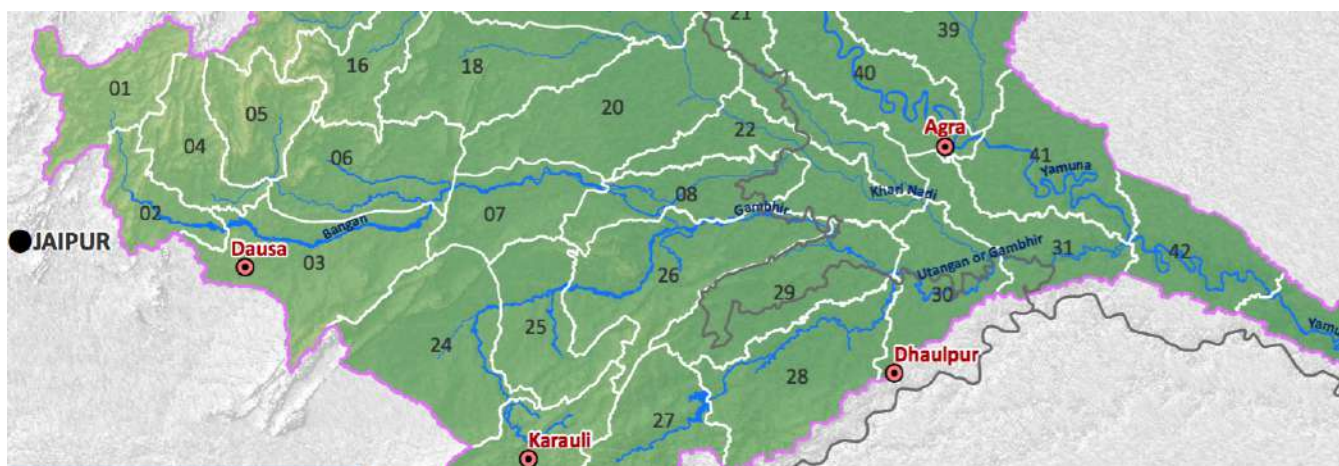 21
39
01
16
18
40
05
20
22
Agra
04
06
41
Yamuna
08
Khari Nadi
02
Bangan
07
Gambhir
JAIPUR
Dausa
03
26
Utangan or Gambhir
31
42
29
30
25
24
Yamu
Dhaulpur
28
27
Karauli